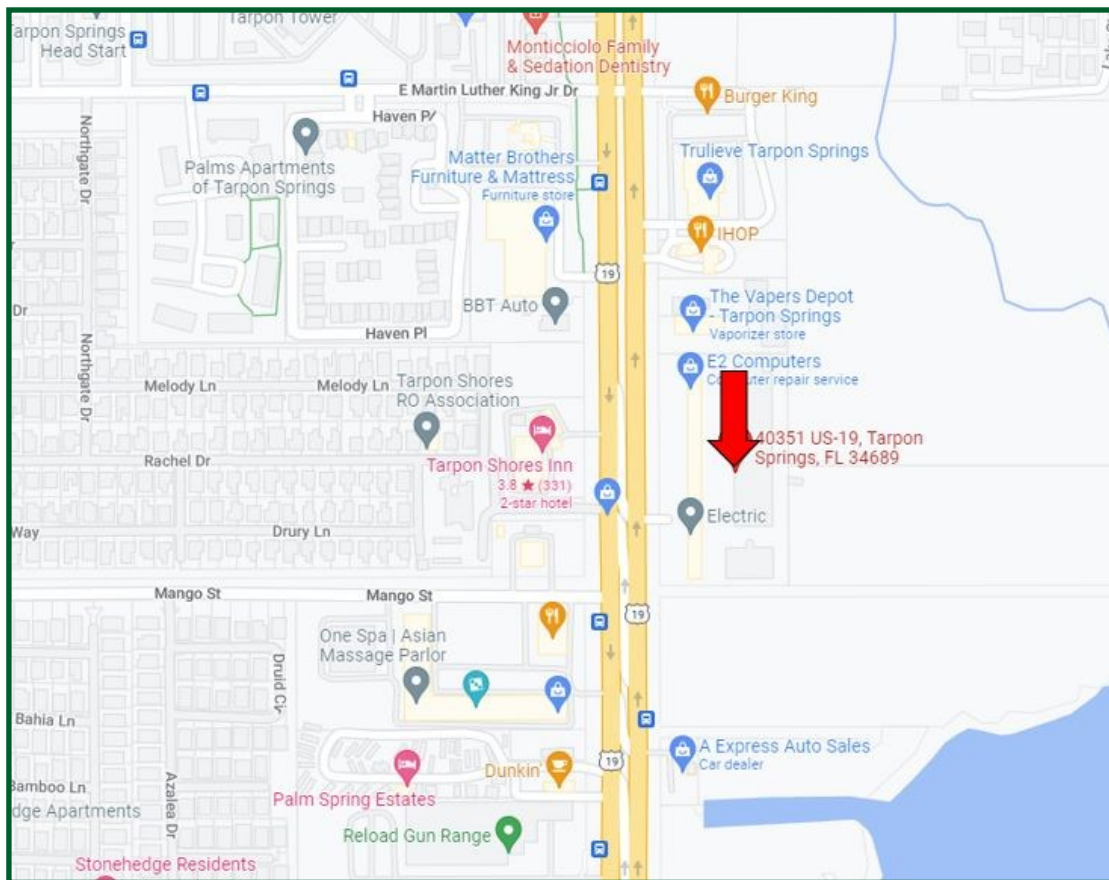 Tarpon Tower
Tarpon Springs
Head Start
Monticciolo Family
& Sedation Dentistry
E Martin Luther King Jr Dr
Burger King
Haven Pl
Northgate Dr
Palms Apartments
of Tarpon Springs
Matter Brothers
Furniture & Mattress
Furniture store
Trulieve Tarpon Springs
IHOP
19
BBT Auto
The Vapers Depot
- Tarpon Springs
Vaporizer store
Dr
Haven Pl
Northgate Dr
E2 Computers
Computer repair service
Melody Ln
Melody Ln
Tarpon Shores
RO Association
40351 US-19, Tarpon
Springs, FL 34689
Rachel Dr
Tarpon Shores Inn
3.8 ★ (331)
2-star hotel
Electric
Way
Drury Ln
Mango St
Mango St
19
One Spa | Asian
Massage Parlor
Druid Cir
Bahia Ln
A Express Auto Sales
Car dealer
19
Dunkin'
Bamboo Ln
Azalea Dr
Palm Spring Estates
dge Apartments
Reload Gun Range
Stonehedge Residents